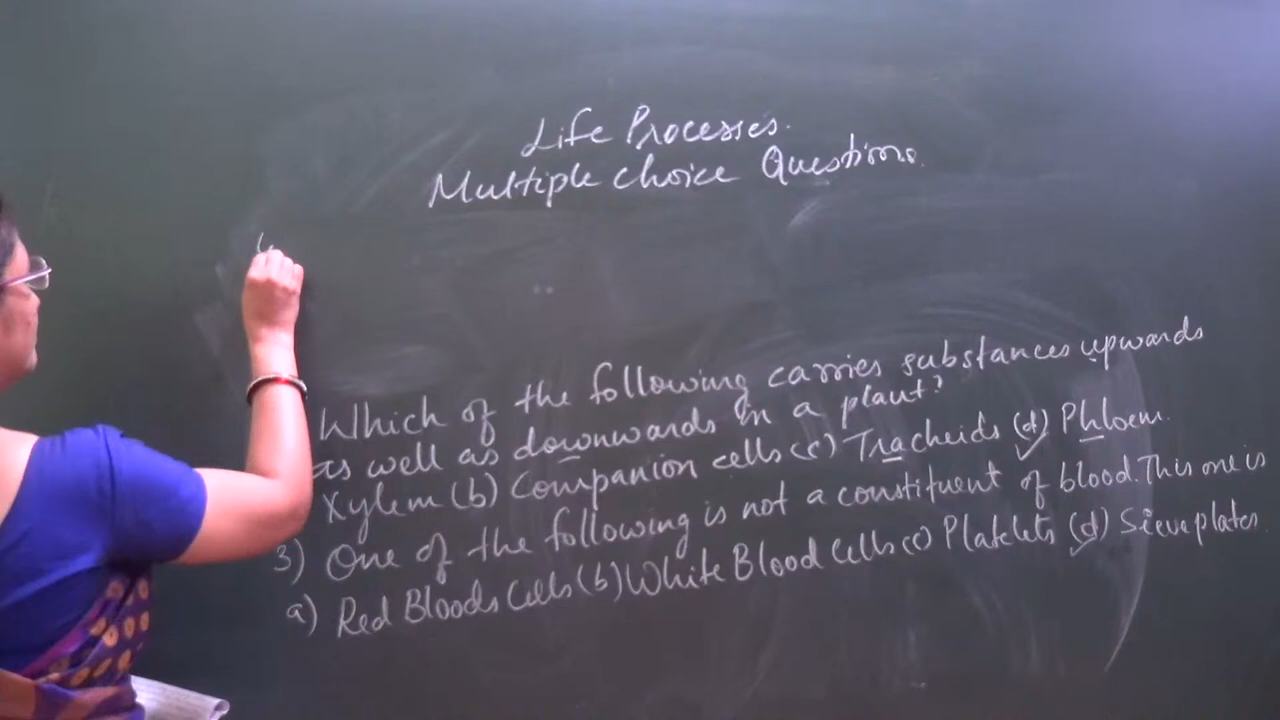 Life Processes.
Multiple choice Questions.
Which of the following carries substances upwards
as well as downwards in a plant?
Xylem (b) Companion cells (c) Tracheids (d) Phloem.
3) One of the following is not a constituent of blood. This one is
a) Red Bloods Cells (b) White Blood Cells (c) Platelets (d) Sieve plates